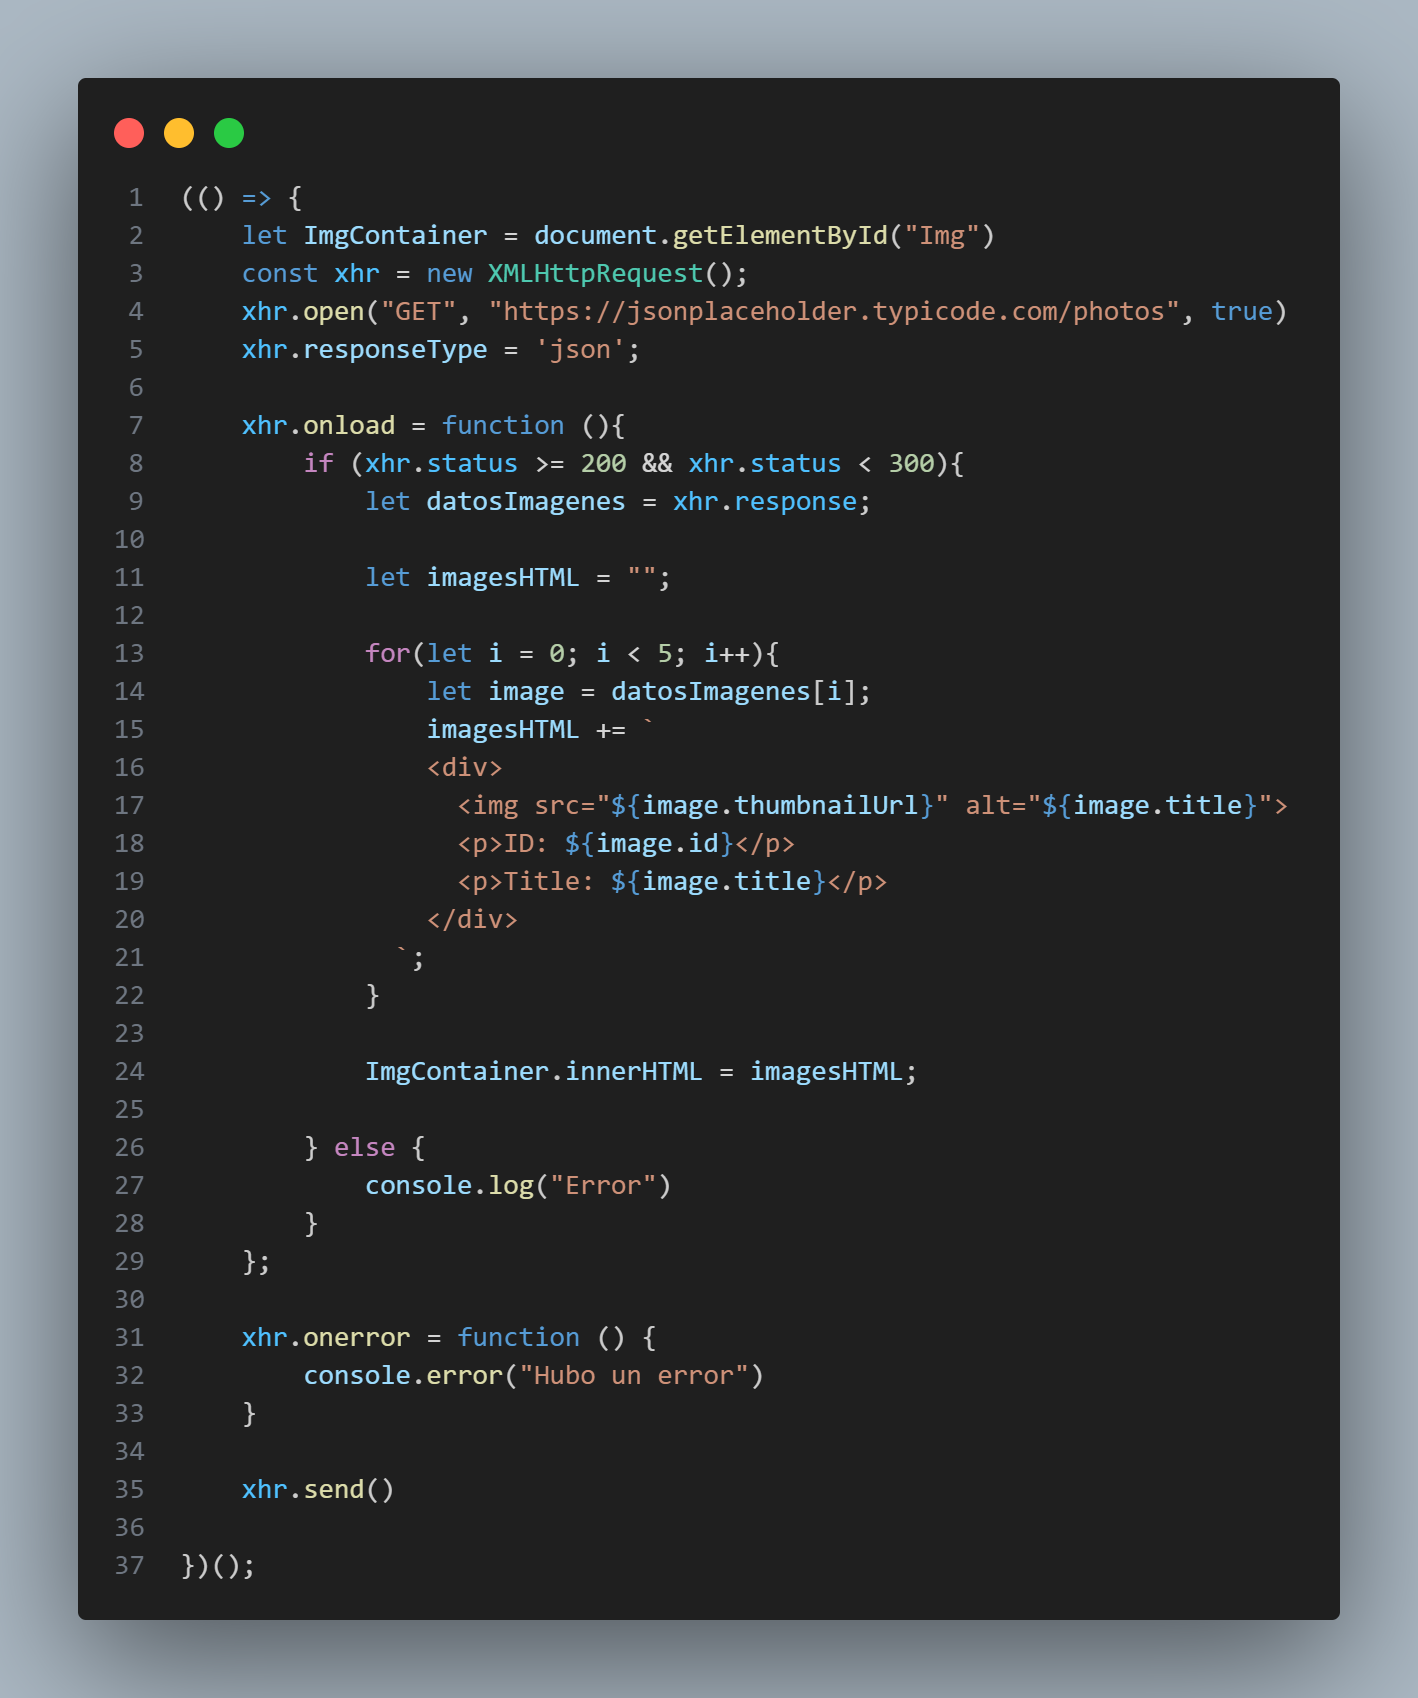 1 (() => {
2 let ImgContainer = document.getElementById("Img")
3 const xhr = new XMLHttpRequest();
4 xhr.open("GET", "https://jsonplaceholder.typicode.com/photos", true)
5 xhr.responseType = 'json';
6
7 xhr.onload = function (){
8 if (xhr.status >= 200 && xhr.status < 300){
9 let datosImagenes = xhr.response;
10
11 let imagesHTML = "";
12
13 for(let i = 0; i < 5; i++){
14 let image = datosImagenes[i];
15 imagesHTML += `
16 <div>
17 <img src="${image.thumbnailUrl}" alt="${image.title}">
18 <p>ID: ${image.id}</p>
19 <p>Title: ${image.title}</p>
20 </div>
21 `;
22 }
23
24 ImgContainer.innerHTML = imagesHTML;
25
26 } else {
27 console.log("Error")
28 }
29 };
30
31 xhr.onerror = function () {
32 console.error("Hubo un error")
33 }
34
35 xhr.send()
36
37 })();